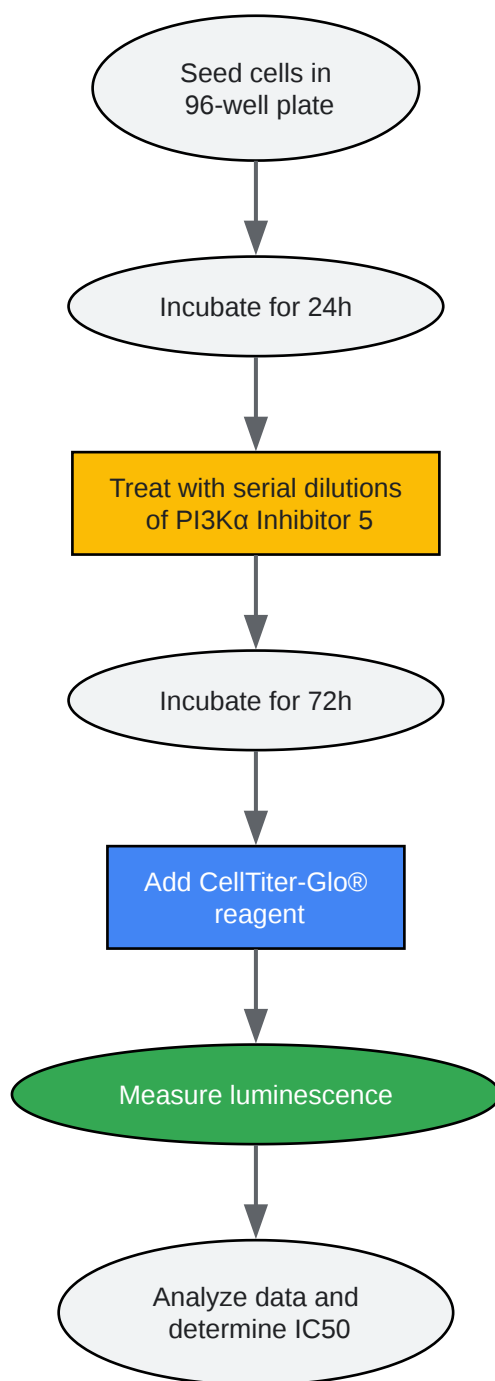 Seed cells in
96-well plate
Incubate for 24h
Treat with serial dilutions
of PI3Kα Inhibitor 5
Incubate for 72h
Add CellTiter-Glo®
reagent
Measure luminescence
Analyze data and
determine IC50